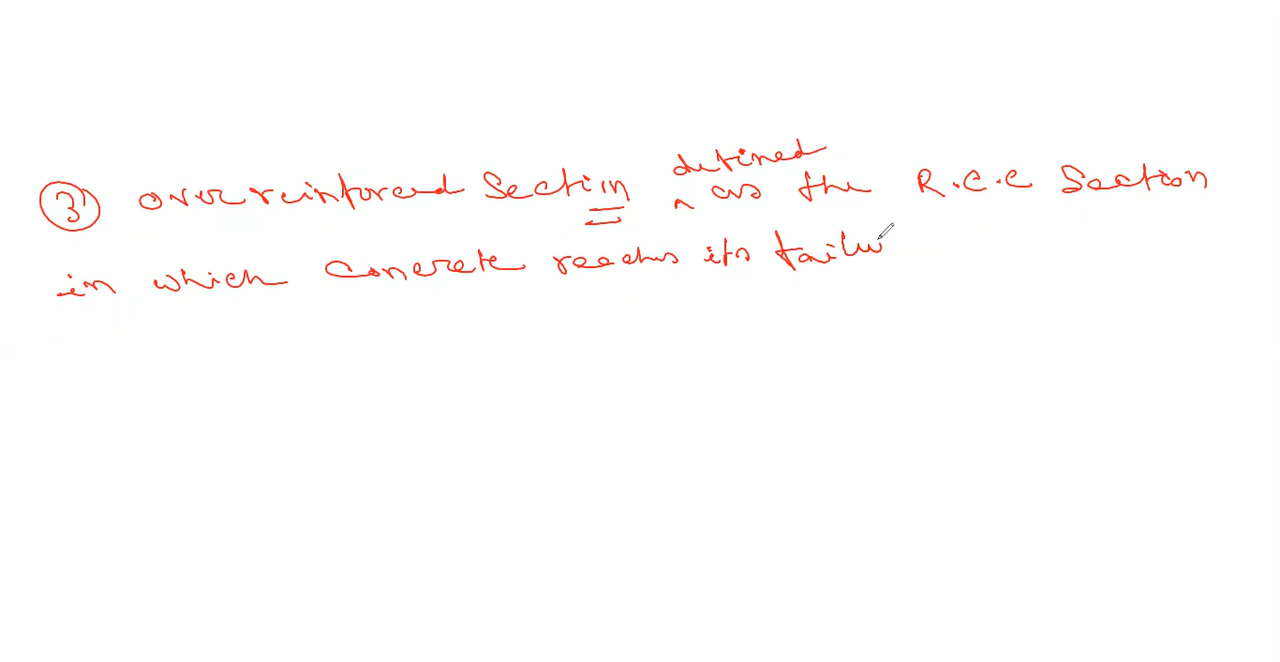 ③ over reinforced Section defined as the R.C.C Section
in which Concrete reaches its failu